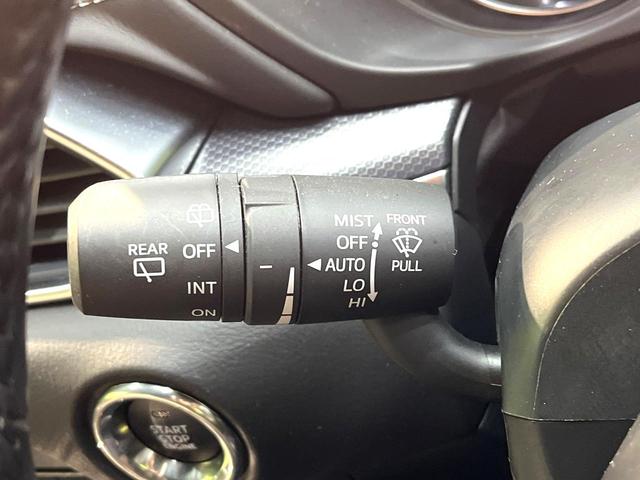 REAR
OFF
INT
ON
MIST
OFF
AUTO
LO
HI
FRONT
PULL
START
STOP
ENGINE